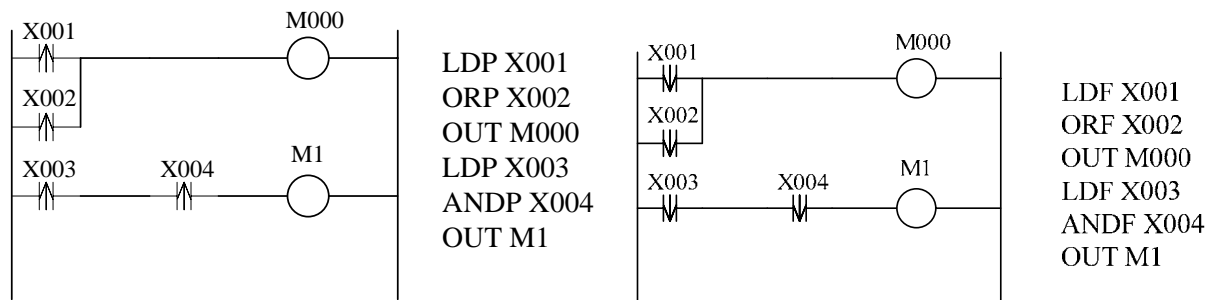 M000
X001
X002
X003 X004 M1
LDP X001
ORP X002
OUT M000
LDP X003
ANDP X004
OUT M1
M000
X001
X002
X003 X004 M1
LDF X001
ORF X002
OUT M000
LDF X003
ANDF X004
OUT M1